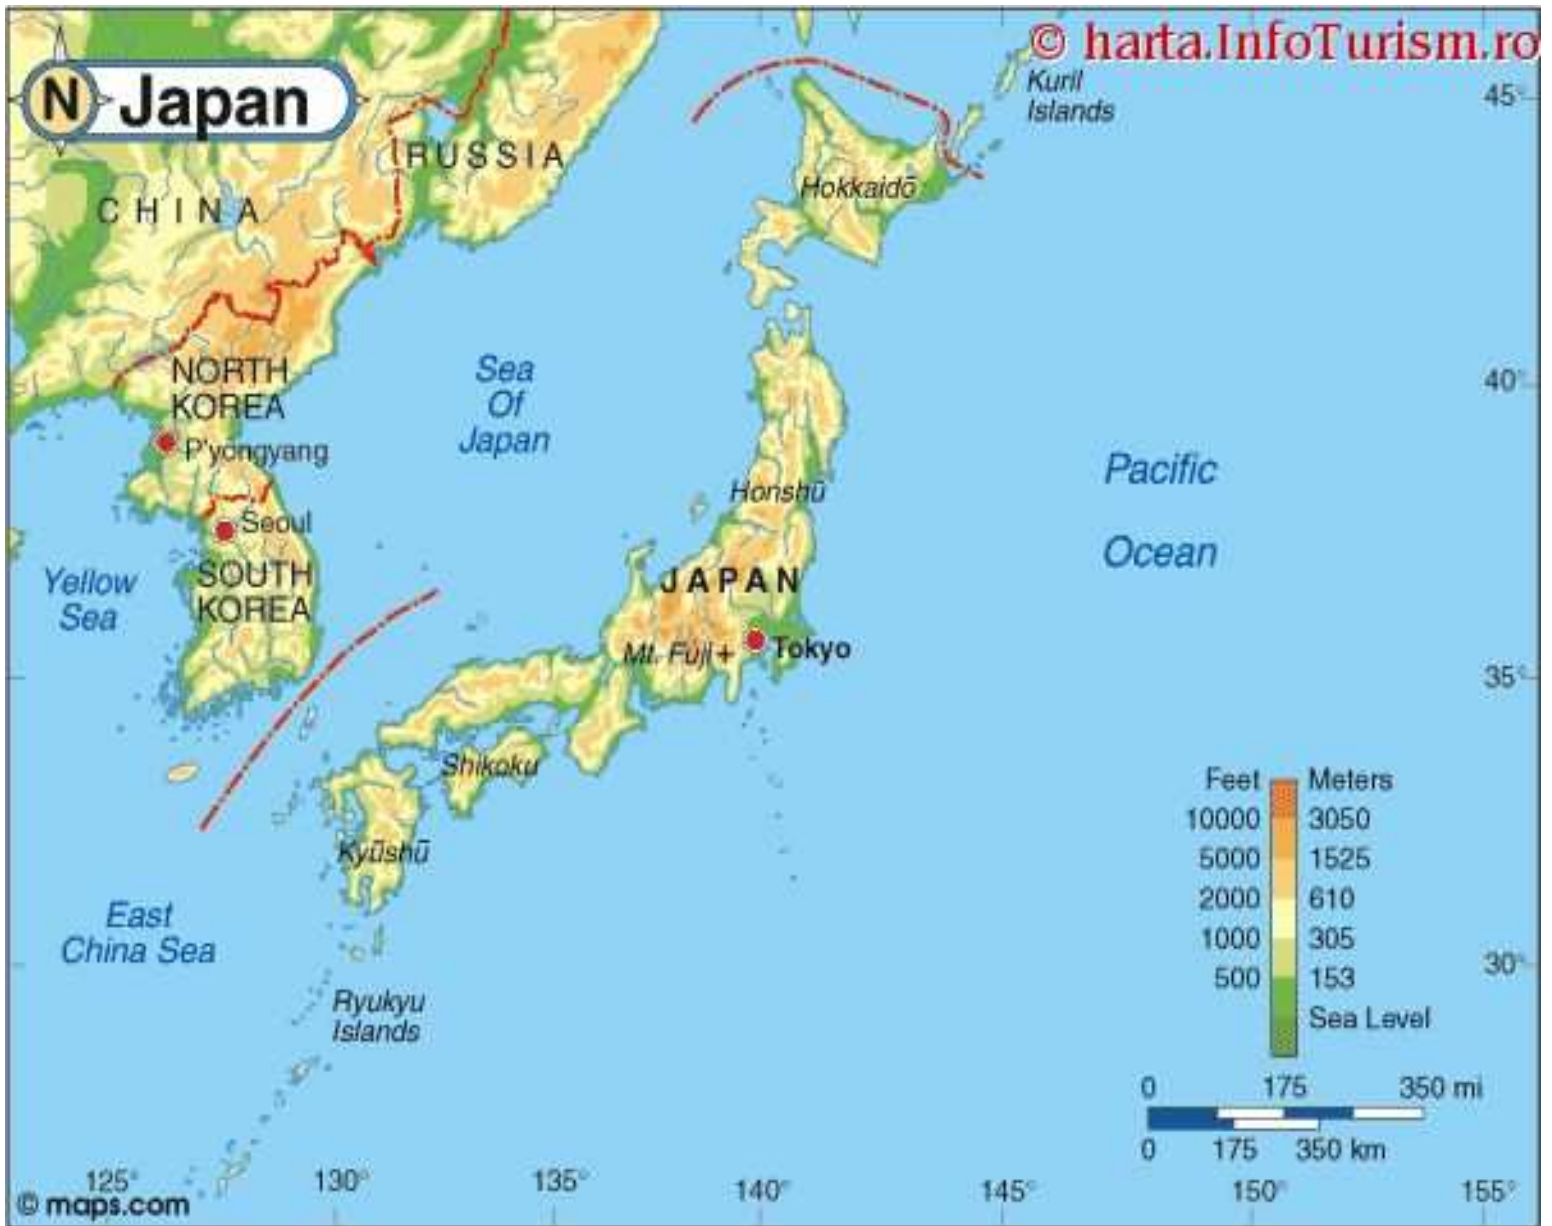 © harta.InfoTurism.ro
N Japan
Kuril
Islands
45°
RUSSIA
CHINA
Hokkaidō
NORTH
KOREA
Sea
Of
Japan
40°
P'yongyang
Pacific
Ocean
Honshū
Seoul
Yellow
Sea
SOUTH
KOREA
JAPAN
Mt. Fuji +
Tokyo
35°
Shikoku
Kyūshū
Feet Meters
10000 3050
5000 1525
2000 610
1000 305
500 153
Sea Level
East
China Sea
30°
Ryukyu
Islands
0 175 350 mi
0 175 350 km
125° 130° 135° 140° 145° 150° 155°
© maps.com